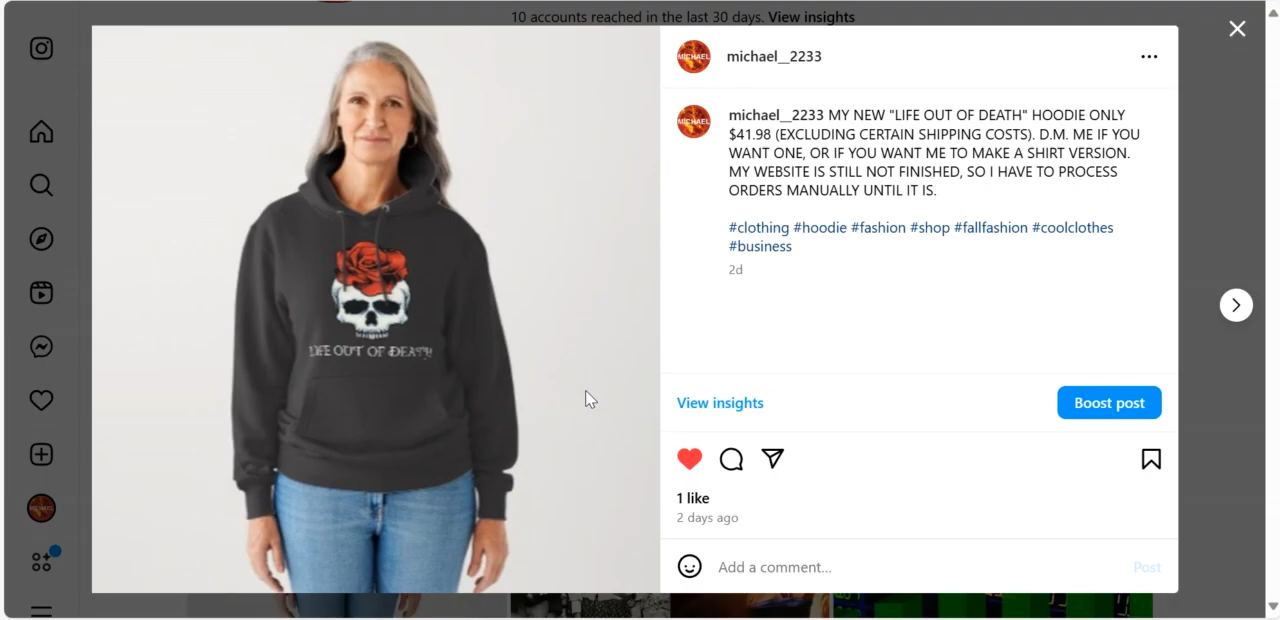 10 accounts reached in the last 30 days. View insights
michael__2233
michael__2233 MY NEW "LIFE OUT OF DEATH" HOODIE ONLY
$41.98 (EXCLUDING CERTAIN SHIPPING COSTS). D.M. ME IF YOU
WANT ONE, OR IF YOU WANT ME TO MAKE A SHIRT VERSION.
MY WEBSITE IS STILL NOT FINISHED, SO I HAVE TO PROCESS
ORDERS MANUALLY UNTIL IT IS.
#clothing #hoodie #fashion #shop #fallfashion #coolclothes
#business
2d
LIFE OUT OF DEATH
View insights
Boost post
1 like
2 days ago
Add a comment...
Post
MICHAEL
MICHAEL
MICHAEL